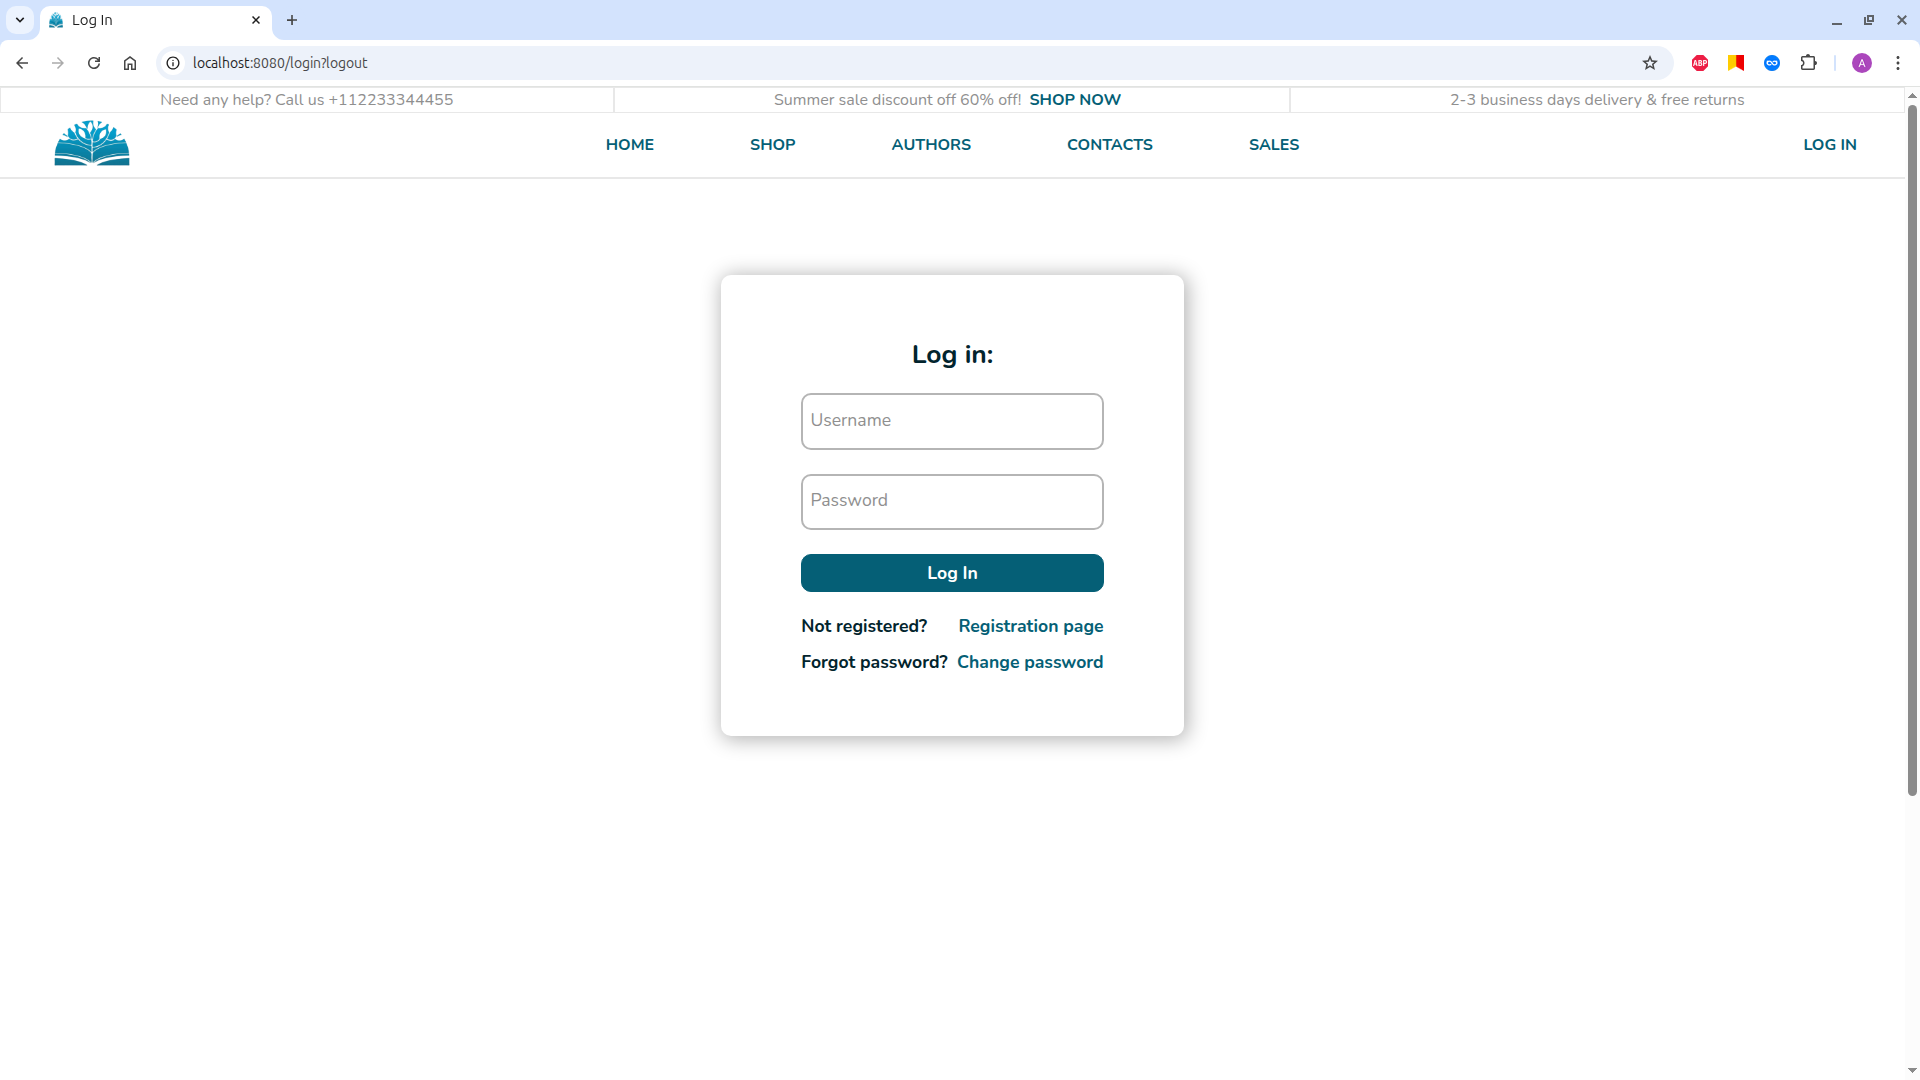 Log In
localhost:8080/login?logout
ABP
A
Need any help? Call us +112233344455
Summer sale discount off 60% off! SHOP NOW
2-3 business days delivery & free returns
HOME
SHOP
AUTHORS
CONTACTS
SALES
LOG IN
Log in:
Username
Password
Log In
Not registered? Registration page
Forgot password? Change password